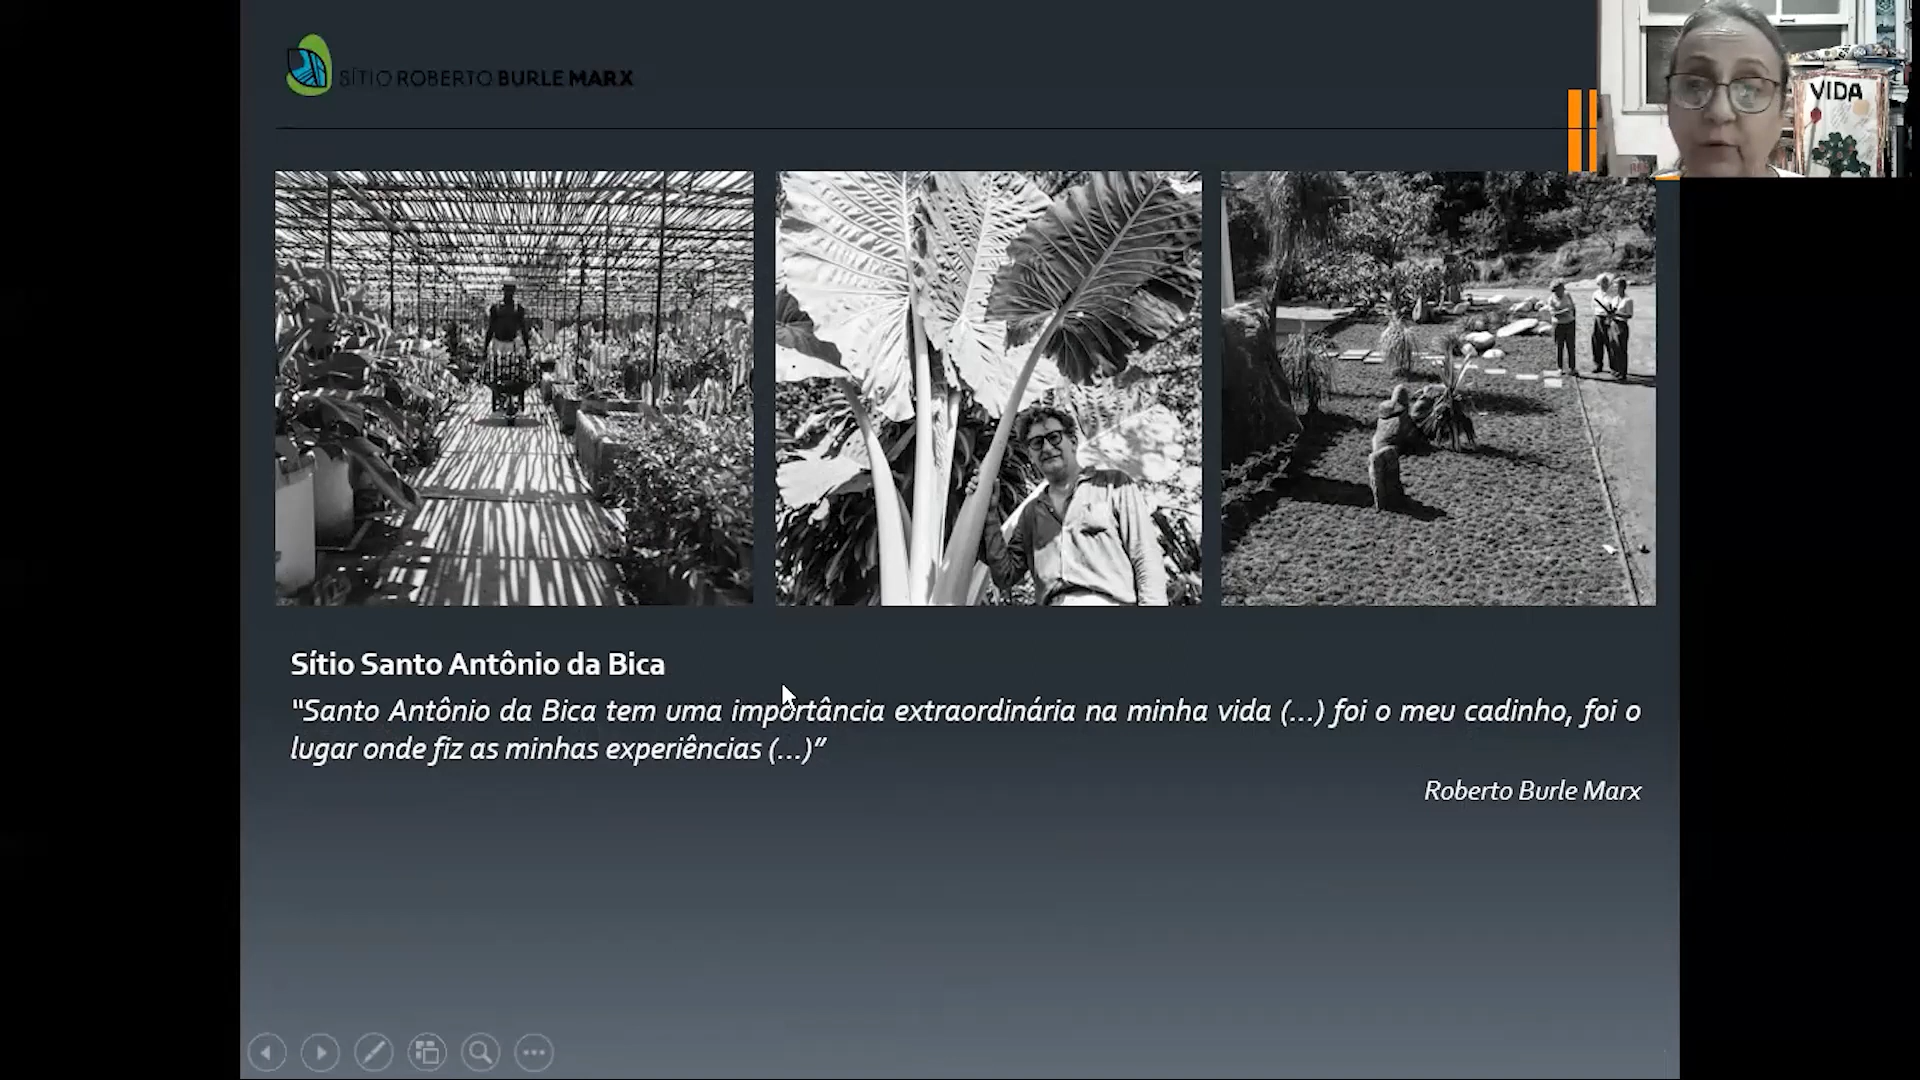 SÍTIO ROBERTO BURLE MARX
VIDA
Sítio Santo Antônio da Bica
"Santo Antônio da Bica tem uma importância extraordinária na minha vida (...) foi o meu cadinho, foi o
lugar onde fiz as minhas experiências (...)”
Roberto Burle Marx